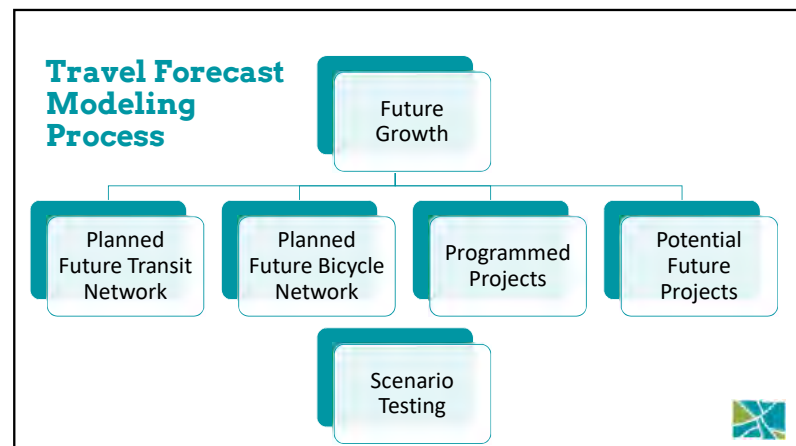 Travel Forecast
Modeling
Process
Future
Growth
Planned
Future Transit
Network
Planned
Future Bicycle
Network
Programmed
Projects
Potential
Future
Projects
Scenario
Testing